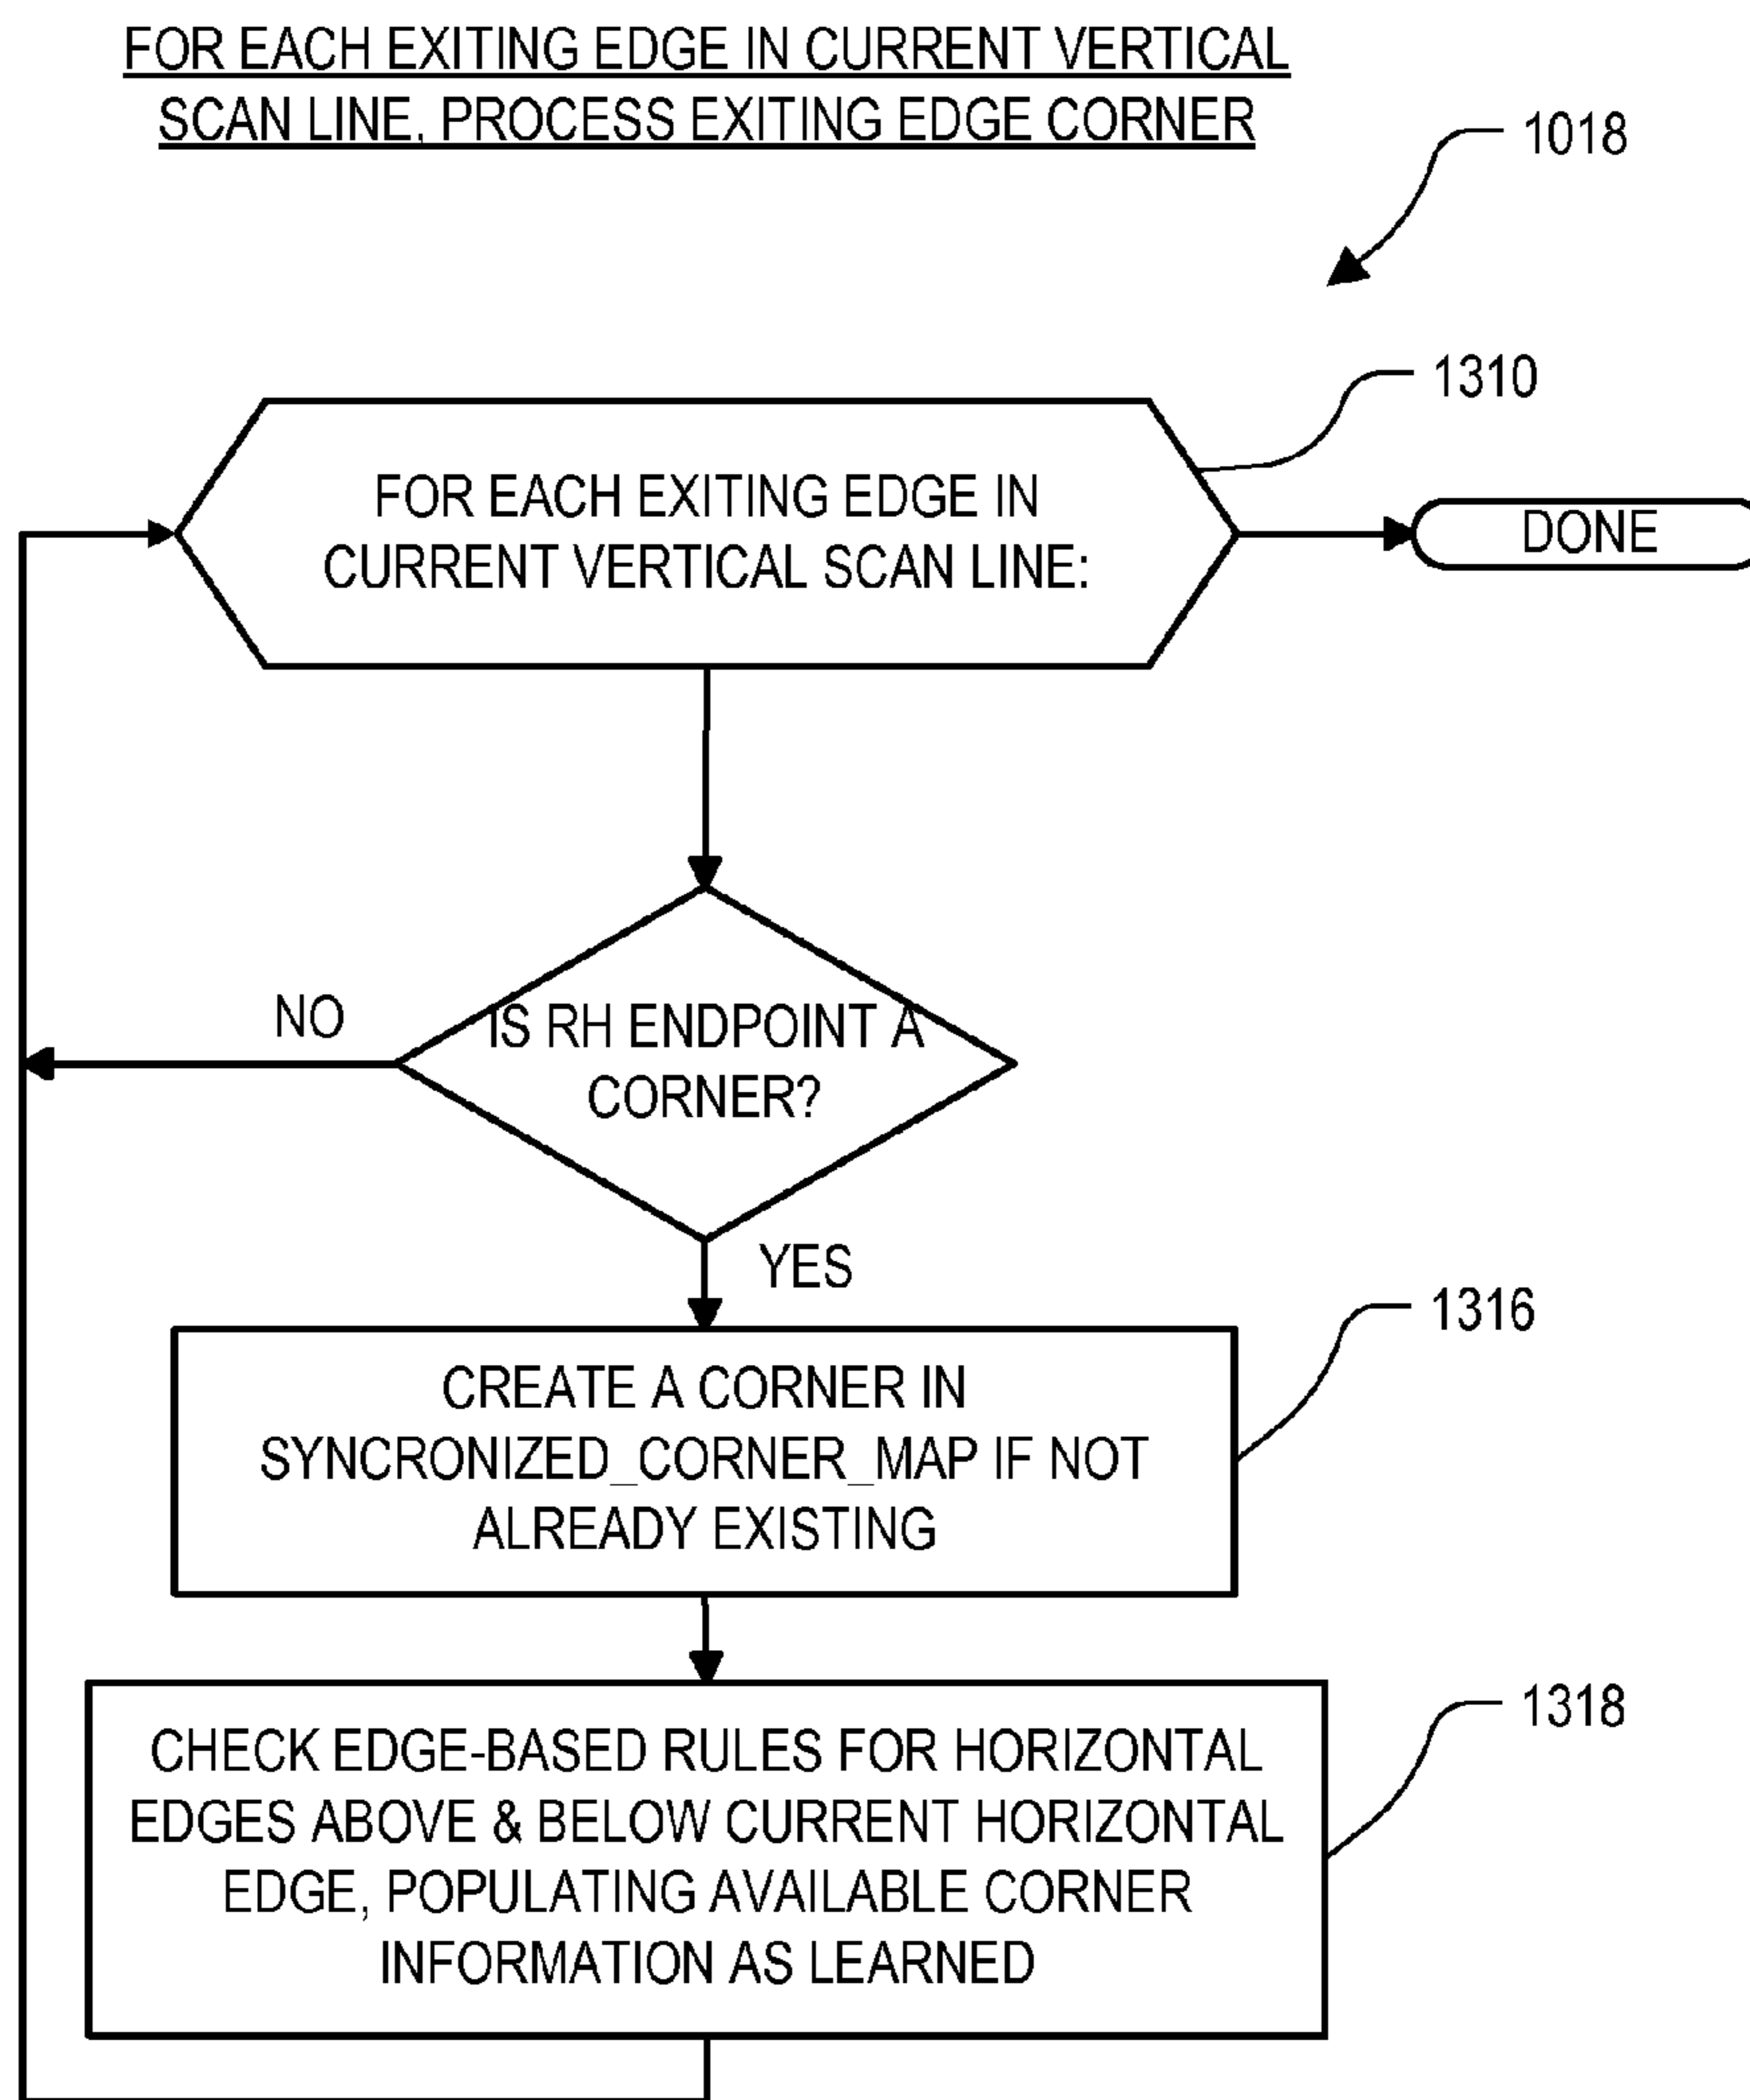 FOR EACH EXITING EDGE IN CURRENT VERTICAL
SCAN LINE, PROCESS EXITING EDGE CORNER
1018
1310
FOR EACH EXITING EDGE IN
CURRENT VERTICAL SCAN LINE:
DONE
NO
IS RH ENDPOINT A
CORNER?
YES
1316
CREATE A CORNER IN
SYNCRONIZED_CORNER_MAP IF NOT
ALREADY EXISTING
1318
CHECK EDGE-BASED RULES FOR HORIZONTAL
EDGES ABOVE & BELOW CURRENT HORIZONTAL
EDGE, POPULATING AVAILABLE CORNER
INFORMATION AS LEARNED